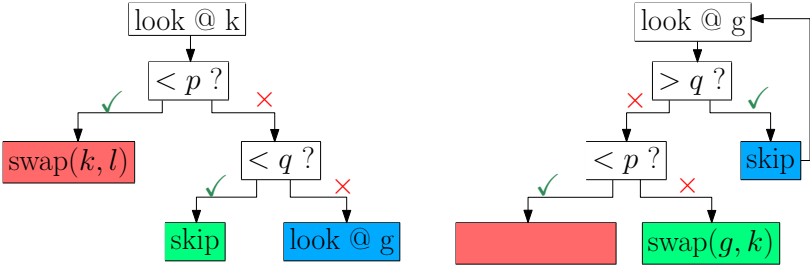 look @ k
< p ?
swap(k, l)
< q ?
skip
look @ g
look @ g
> q ?
skip
< p ?
swap(g, k)